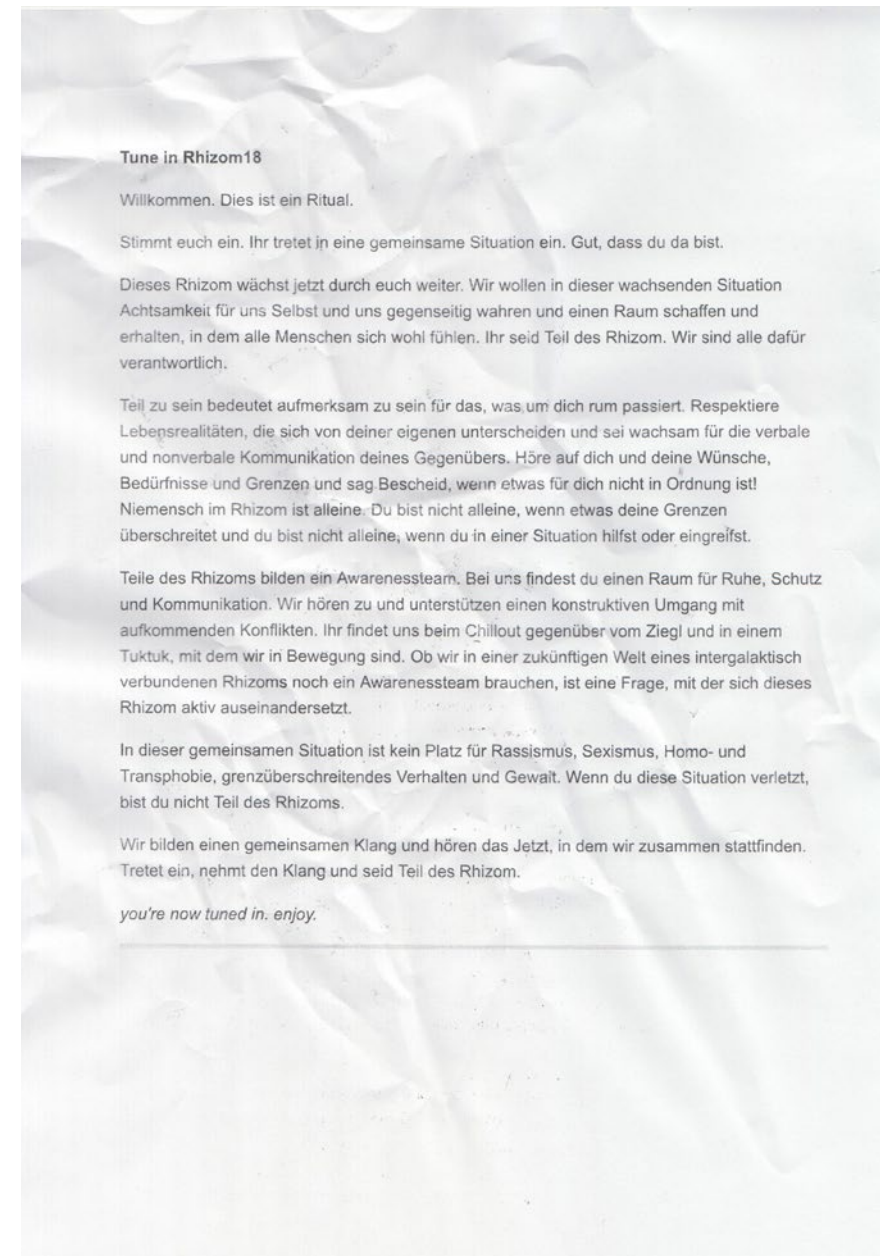 Tune in Rhizom18
Willkommen. Dies ist ein Ritual.
Stimmt euch ein. Ihr tretet in eine gemeinsame Situation ein. Gut, dass du da bist.
Dieses Rhizom wächst jetzt durch euch weiter. Wir wollen in dieser wachsenden Situation
Achtsamkeit für uns Selbst und uns gegenseitig wahren und einen Raum schaffen und
erhalten, in dem alle Menschen sich wohl fühlen. Ihr seid Teil des Rhizom. Wir sind alle dafür
verantwortlich.
Teil zu sein bedeutet aufmerksam zu sein für das, was um dich rum passiert. Respektiere
Lebensrealitäten, die sich von deiner eigenen unterscheiden und sei wachsam für die verbale
und nonverbale Kommunikation deines Gegenübers. Höre auf dich und deine Wünsche,
Bedürfnisse und Grenzen und sag Bescheid, wenn etwas für dich nicht in Ordnung ist!
Niemensch im Rhizom ist alleine. Du bist nicht alleine, wenn etwas deine Grenzen
überschreitet und du bist nicht alleine, wenn du in einer Situation hilfst oder eingreifst.
Teile des Rhizoms bilden ein Awarenessteam. Bei uns findest du einen Raum für Ruhe, Schutz
und Kommunikation. Wir hören zu und unterstützen einen konstruktiven Umgang mit
aufkommenden Konflikten. Ihr findet uns beim Chillout gegenüber vom Ziegl und in einem
Tuktuk, mit dem wir in Bewegung sind. Ob wir in einer zukünftigen Welt eines intergalaktisch
verbundenen Rhizoms noch ein Awarenessteam brauchen, ist eine Frage, mit der sich dieses
Rhizom aktiv auseinandersetzt.
In dieser gemeinsamen Situation ist kein Platz für Rassismus, Sexismus, Homo- und
Transphobie, grenzüberschreitendes Verhalten und Gewalt. Wenn du diese Situation verletzt,
bist du nicht Teil des Rhizoms.
Wir bilden einen gemeinsamen Klang und hören das Jetzt, in dem wir zusammen stattfinden.
Tretet ein, nehmt den Klang und seid Teil des Rhizom.
you're now tuned in. enjoy.